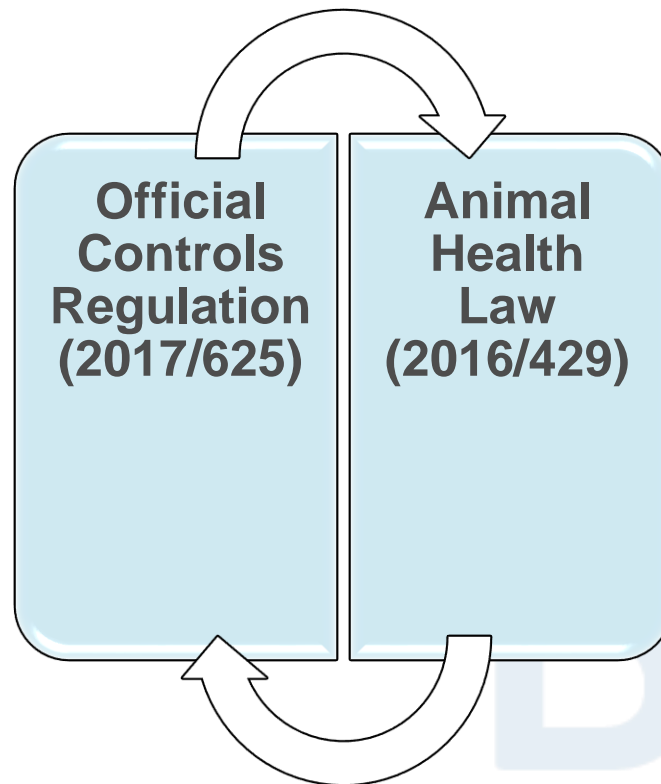 Official
Controls
Regulation
(2017/625)
Animal
Health
Law
(2016/429)